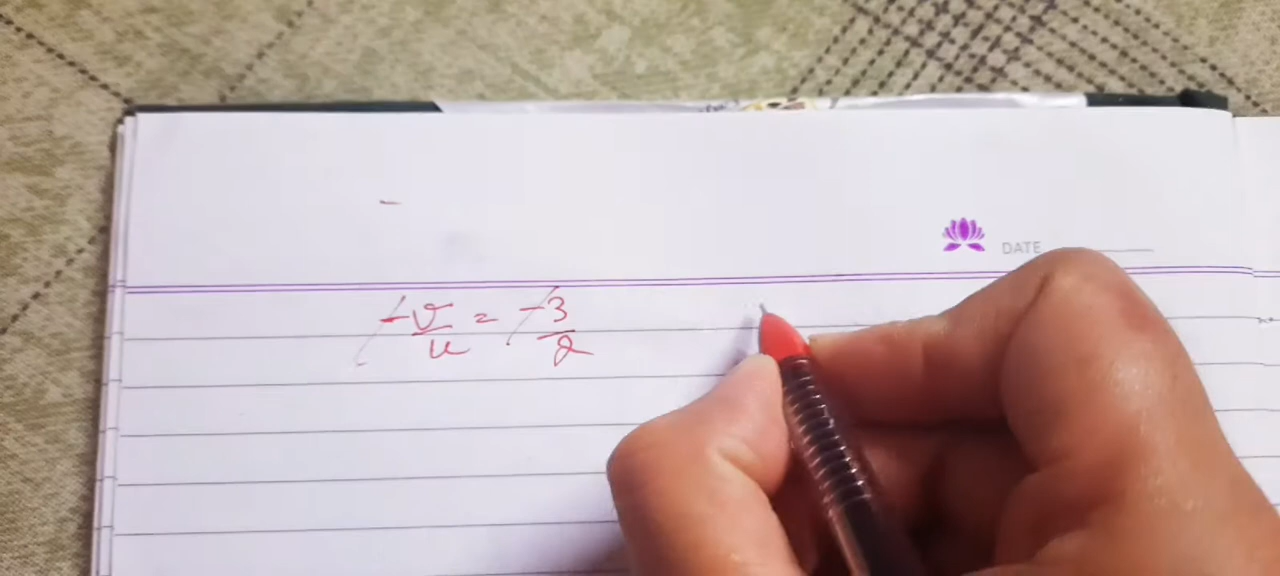 DATE
-v/u = -3/2